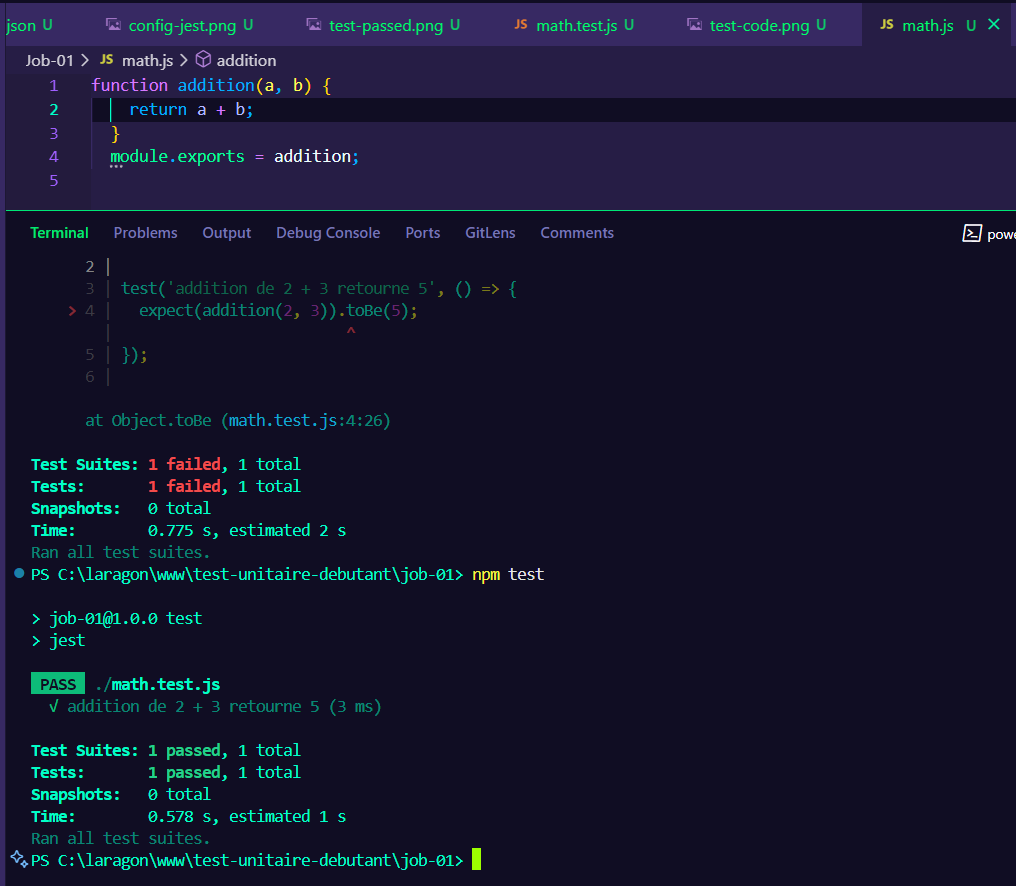 json U config-jest.png U test-passed.png U JS math.test.js U test-code.png U JS math.js U ×
Job-01 > JS math.js > addition
1 function addition(a, b) {
2 return a + b;
3 }
4 module.exports = addition;
5
Terminal Problems Output Debug Console Ports GitLens Comments powe
2 |
3 | test('addition de 2 + 3 retourne 5', () => {
> 4 | expect(addition(2, 3)).toBe(5);
| ^
5 | });
6 |
at Object.toBe (math.test.js:4:26)
Test Suites: 1 failed, 1 total
Tests: 1 failed, 1 total
Snapshots: 0 total
Time: 0.775 s, estimated 2 s
Ran all test suites.
PS C:\laragon\www\test-unitaire-debutant\job-01> npm test
> job-01@1.0.0 test
> jest
PASS ./math.test.js
√ addition de 2 + 3 retourne 5 (3 ms)
Test Suites: 1 passed, 1 total
Tests: 1 passed, 1 total
Snapshots: 0 total
Time: 0.578 s, estimated 1 s
Ran all test suites.
PS C:\laragon\www\test-unitaire-debutant\job-01>